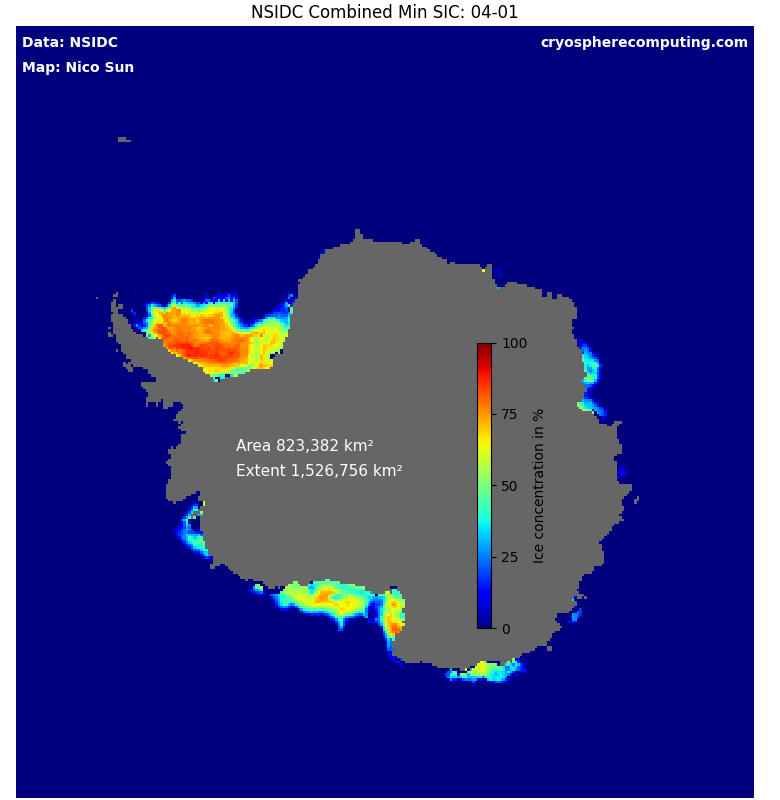 NSIDC Combined Min SIC: 04-01
Data: NSIDC
cryospherecomputing.com
Map: Nico Sun
100
75
50
25
0
Ice concentration in %
Area 823,382 km²
Extent 1,526,756 km²